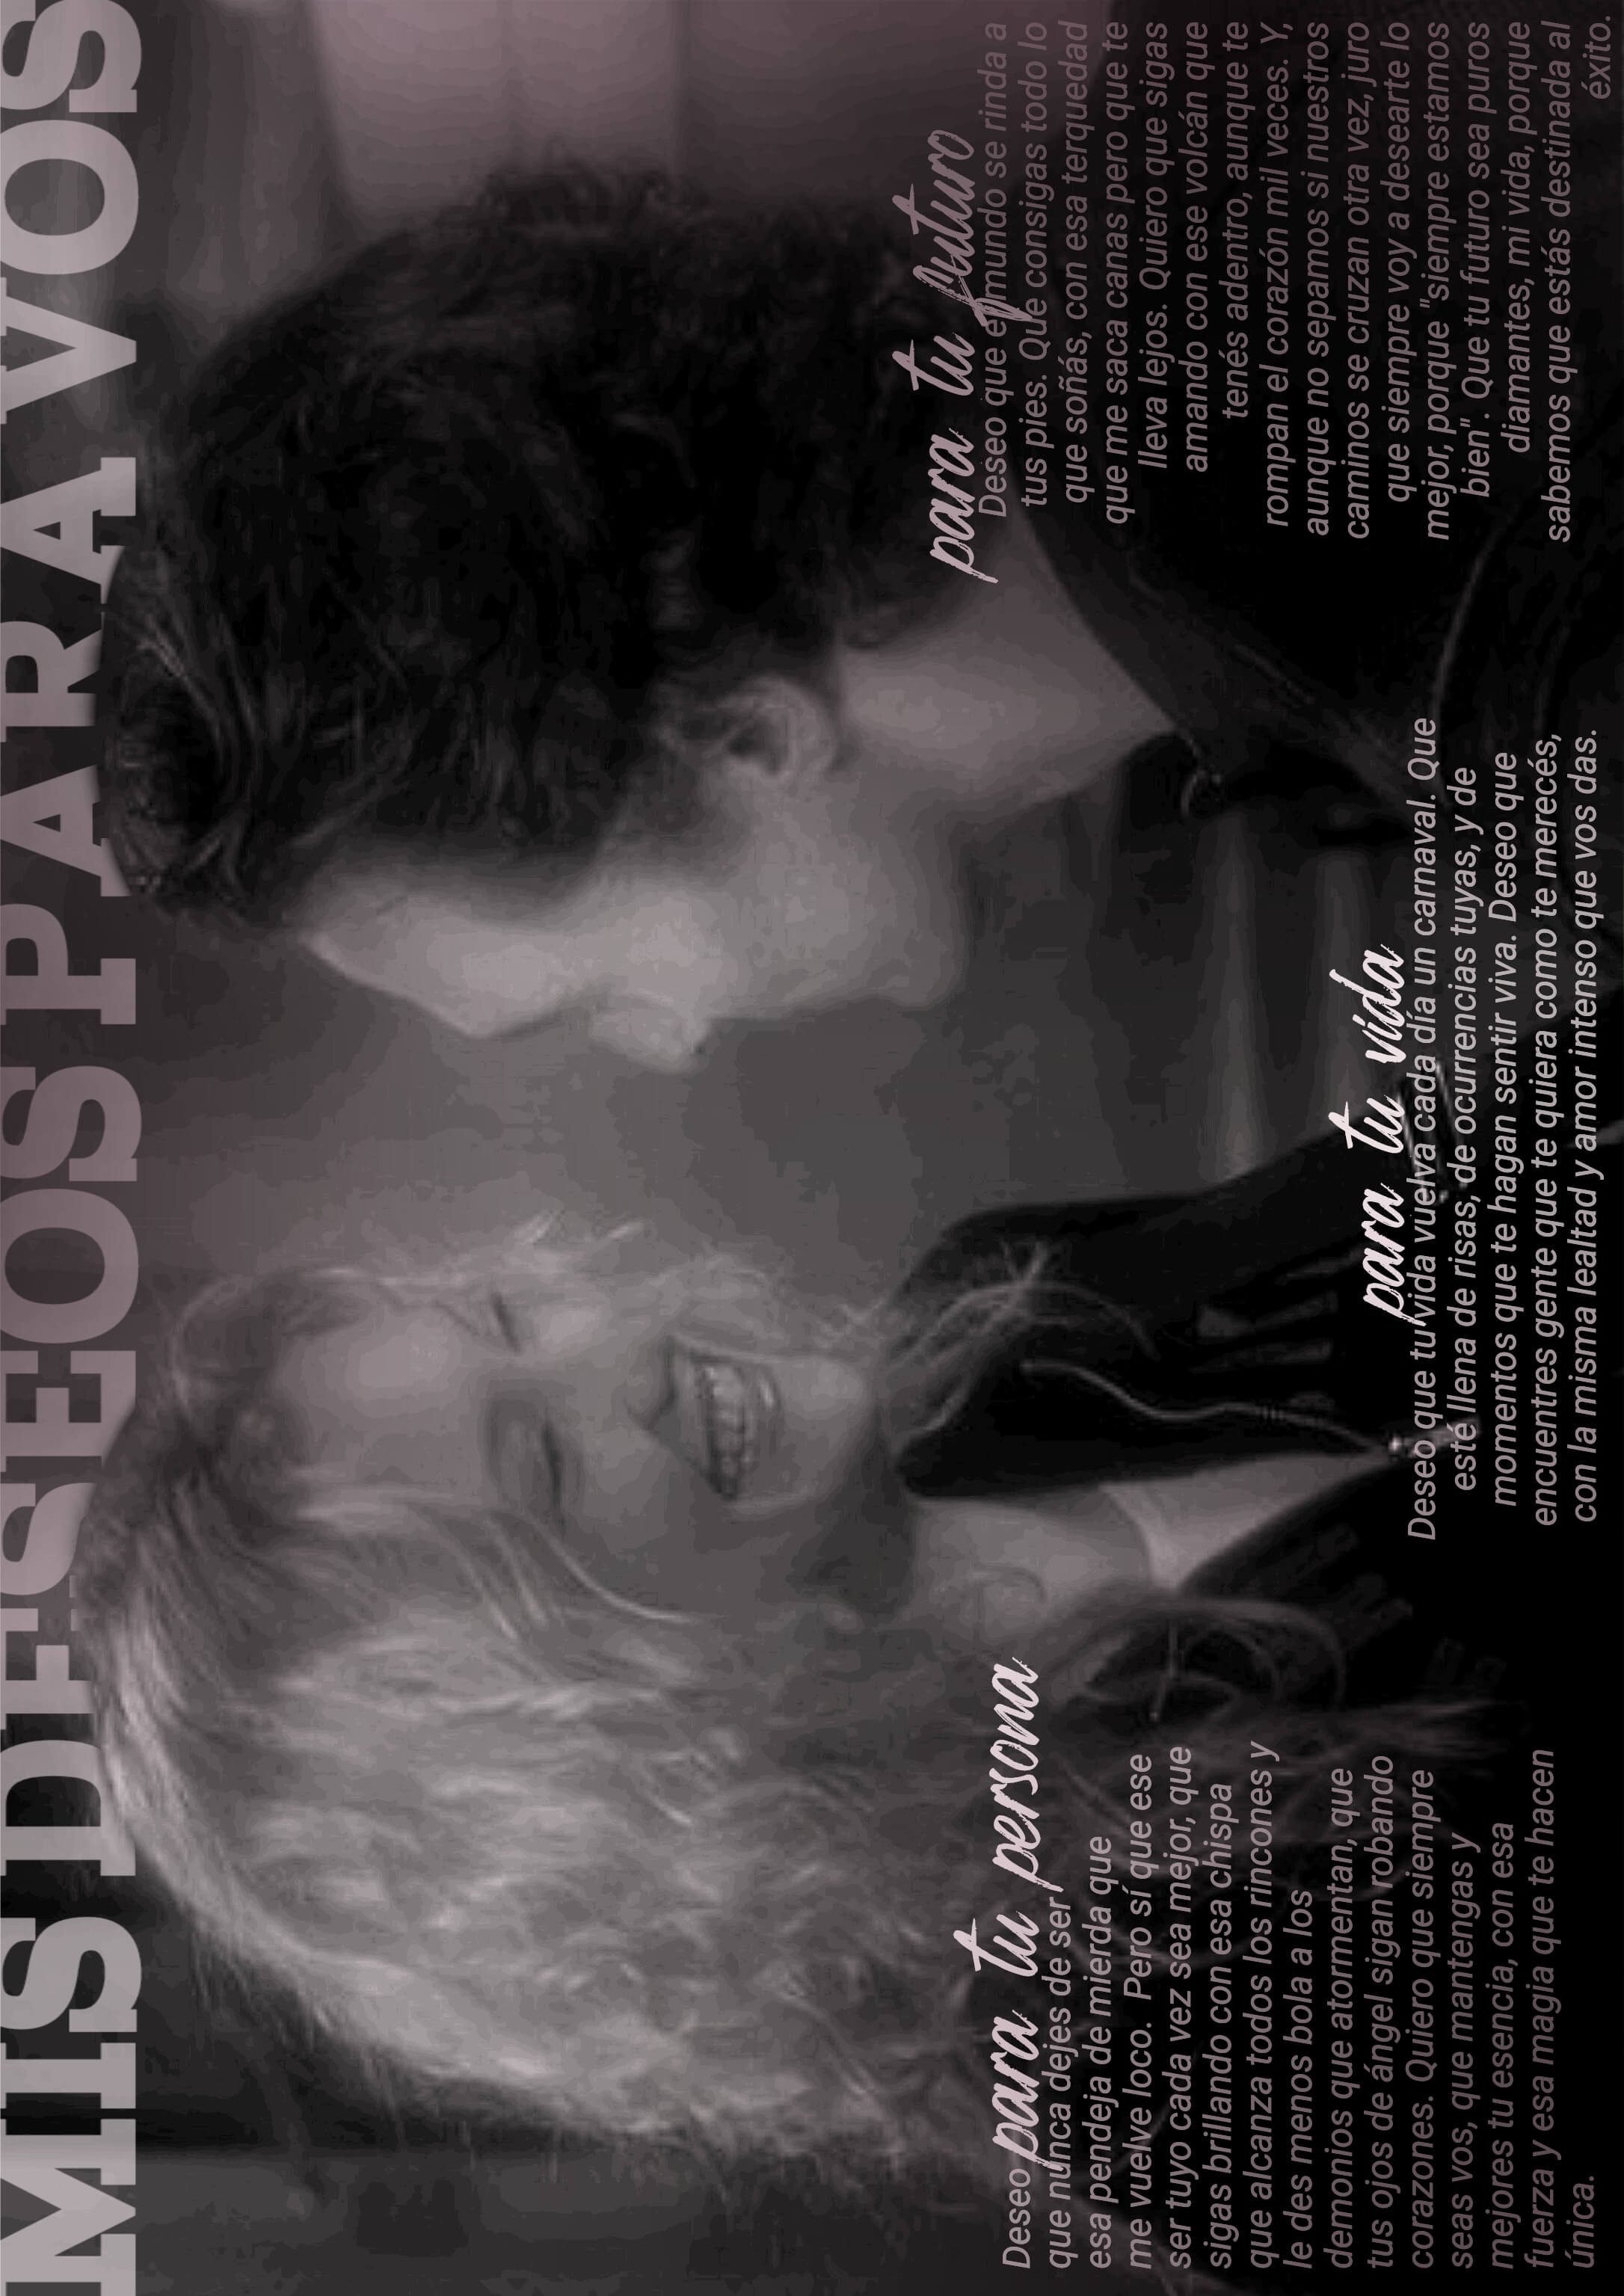 MIS DESEOS PARA VOS
para tu persona
Deseo
que nunca dejes de ser
esa pendeja de mierda que
me vuelve loco. Pero sí que ese
ser tuyo cada vez sea mejor, que
sigas brillando con esa chispa
que alcanza todos los rincones y
le des menos bola a los
demonios que atormentan, que
tus ojos de ángel sigan robando
corazones. Quiero que siempre
seas vos, que mantengas y
mejores tu esencia, con esa
fuerza y esa magia que te hacen
única.
para tu vida
Deseo que tu vida vuelva cada día un carnaval. Que
esté llena de risas, de ocurrencias tuyas, y de
momentos que te hagan sentir viva. Deseo que
encuentres gente que te quiera como te merecés,
con la misma lealtad y amor intenso que vos das.
para tu futuro
Deseo que el mundo se rinda a
tus pies. Que consigas todo lo
que soñás, con esa terquedad
que me saca canas pero que te
lleva lejos. Quiero que sigas
amando con ese volcán que
tenés adentro, aunque te
rompan el corazón mil veces. Y,
aunque no sepamos si nuestros
caminos se cruzan otra vez, juro
que siempre voy a desearte lo
mejor, porque "siempre estamos
bien". Que tu futuro sea puros
diamantes, mi vida, porque
sabemos que estás destinada al
éxito.